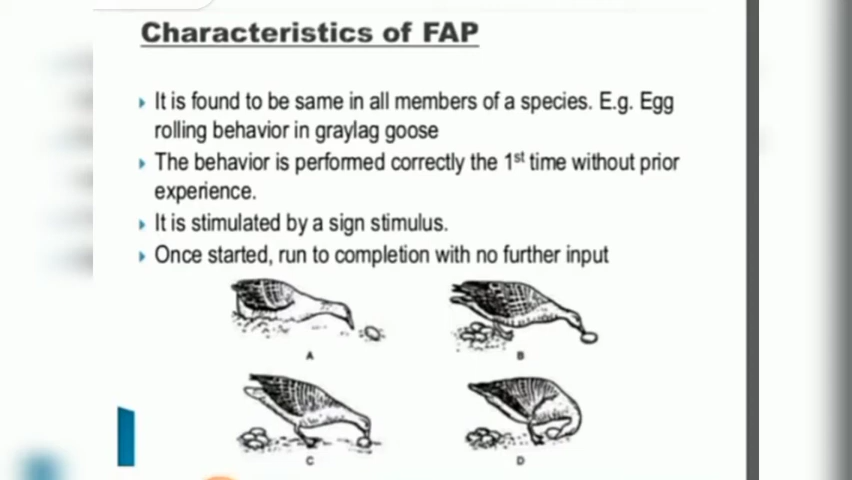 Characteristics of FAP
It is found to be same in all members of a species. E.g. Egg
rolling behavior in graylag goose
The behavior is performed correctly the 1st time without prior
experience.
It is stimulated by a sign stimulus.
Once started, run to completion with no further input
A
B
C
D